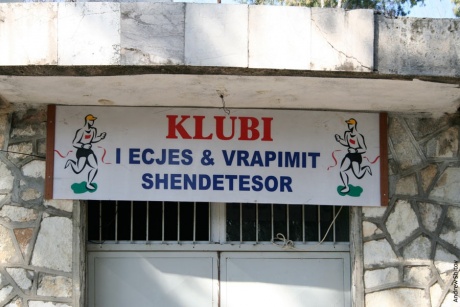 KLUBI
I ECJES & VRAPIMIT
SHENDETESOR